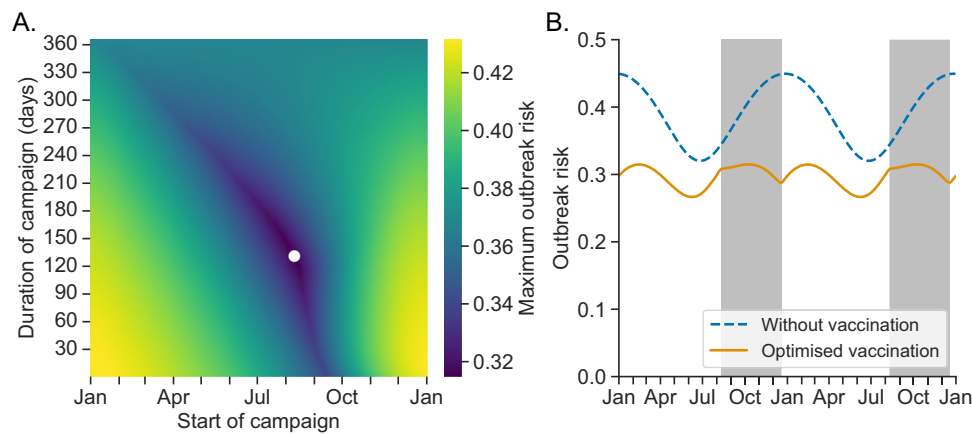 A.
Duration of campaign (days)
360
330
300
270
240
210
180
150
120
90
60
30
Jan
Apr
Jul
Oct
Jan
Start of campaign
0.42
0.40
0.38
0.36
0.34
0.32
Maximum outbreak risk
B.
Outbreak risk
0.5
0.4
0.3
0.2
0.1
0.0
Without vaccination
Optimised vaccination
Jan
Apr
Jul
Oct
Jan
Apr
Jul
Oct
Jan